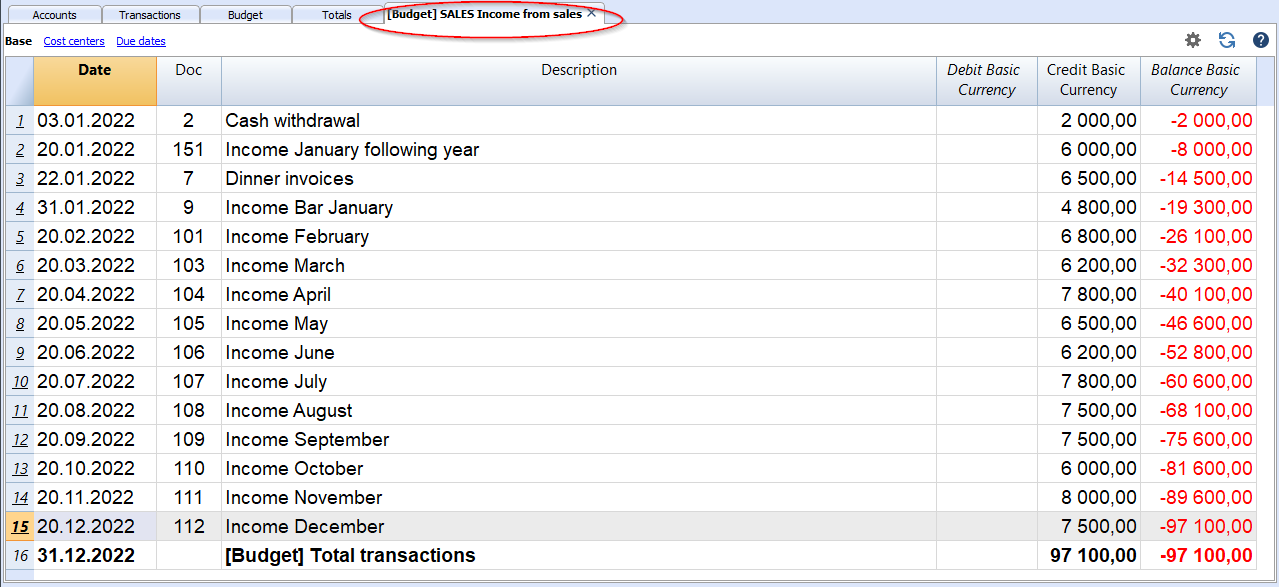 Accounts Transactions Budget Totals [Budget] SALES Income from sales ×
Base Cost centers Due dates ?
Date Doc Description Debit Basic Currency Credit Basic Currency Balance Basic Currency
1 03.01.2022 2 Cash withdrawal 2 000,00 -2 000,00
2 20.01.2022 151 Income January following year 6 000,00 -8 000,00
3 22.01.2022 7 Dinner invoices 6 500,00 -14 500,00
4 31.01.2022 9 Income Bar January 4 800,00 -19 300,00
5 20.02.2022 101 Income February 6 800,00 -26 100,00
6 20.03.2022 103 Income March 6 200,00 -32 300,00
7 20.04.2022 104 Income April 7 800,00 -40 100,00
8 20.05.2022 105 Income May 6 500,00 -46 600,00
9 20.06.2022 106 Income June 6 200,00 -52 800,00
10 20.07.2022 107 Income July 7 800,00 -60 600,00
11 20.08.2022 108 Income August 7 500,00 -68 100,00
12 20.09.2022 109 Income September 7 500,00 -75 600,00
13 20.10.2022 110 Income October 6 000,00 -81 600,00
14 20.11.2022 111 Income November 8 000,00 -89 600,00
15 20.12.2022 112 Income December 7 500,00 -97 100,00
16 31.12.2022 [Budget] Total transactions 97 100,00 -97 100,00